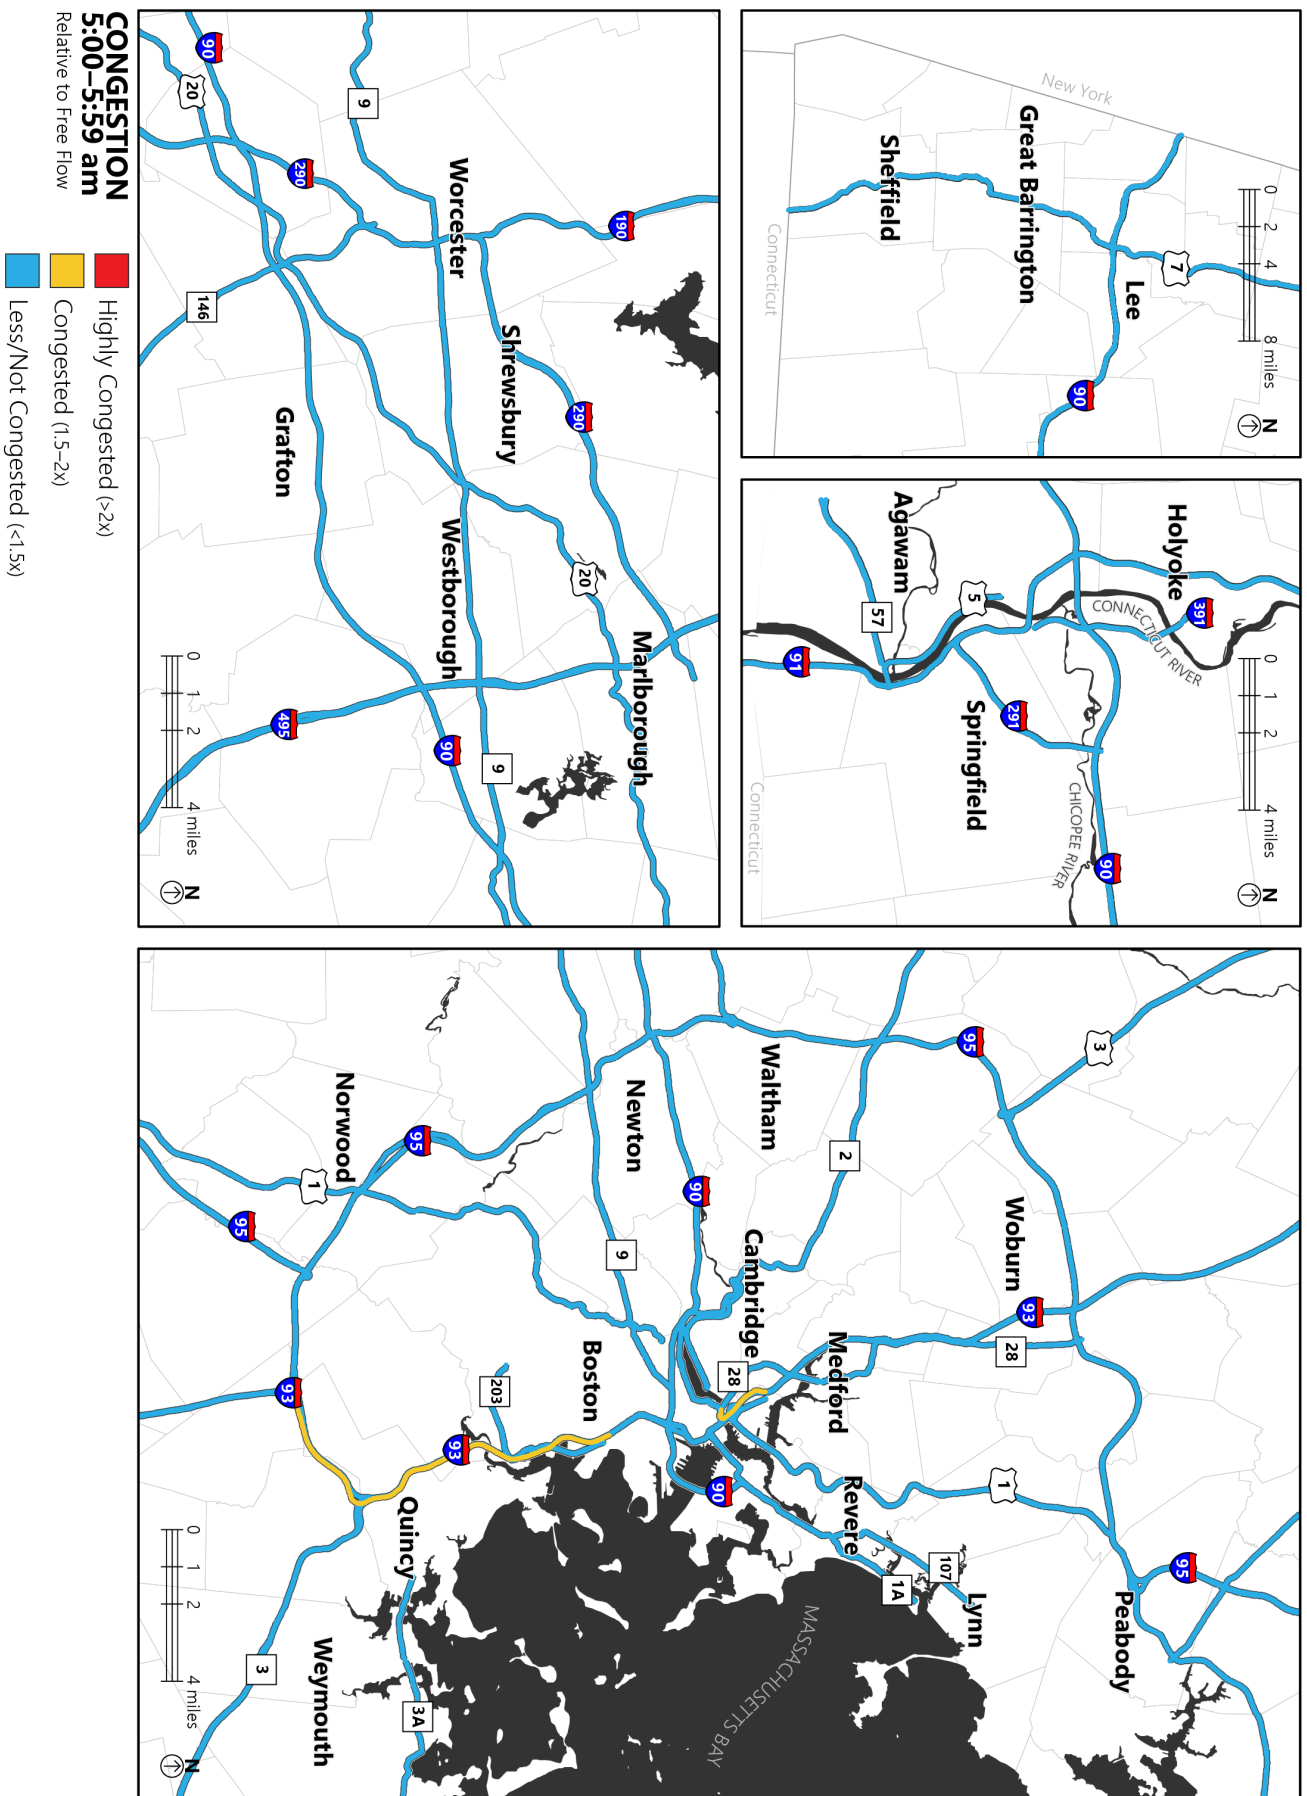 CONGESTION
5:00–5:59 am
Relative to Free Flow
Highly Congested (>2x)
Congested (1.5–2x)
Less/Not Congested (<1.5x)
New York
Great Barrington
Sheffield
Lee
Connecticut
7
90
0 2 4 8 miles
N
Holyoke
Agawam
Springfield
CONNECTICUT RIVER
CHICOPEE RIVER
Connecticut
391
5
57
91
291
90
0 1 2 4 miles
N
90
20
9
290
190
146
Worcester
Shrewsbury
290
Grafton
Westborough
20
Marlborough
495
90
9
0 1 2 4 miles
N
95
3
Waltham
Newton
Norwood
95
1
95
2
90
9
Woburn
Cambridge
93
28
Medford
28
Boston
203
93
93
90
Revere
1
107
1A
Lynn
95
Peabody
Quincy
Weymouth
3
3A
MASSACHUSETTS BAY
0 1 2 4 miles
N